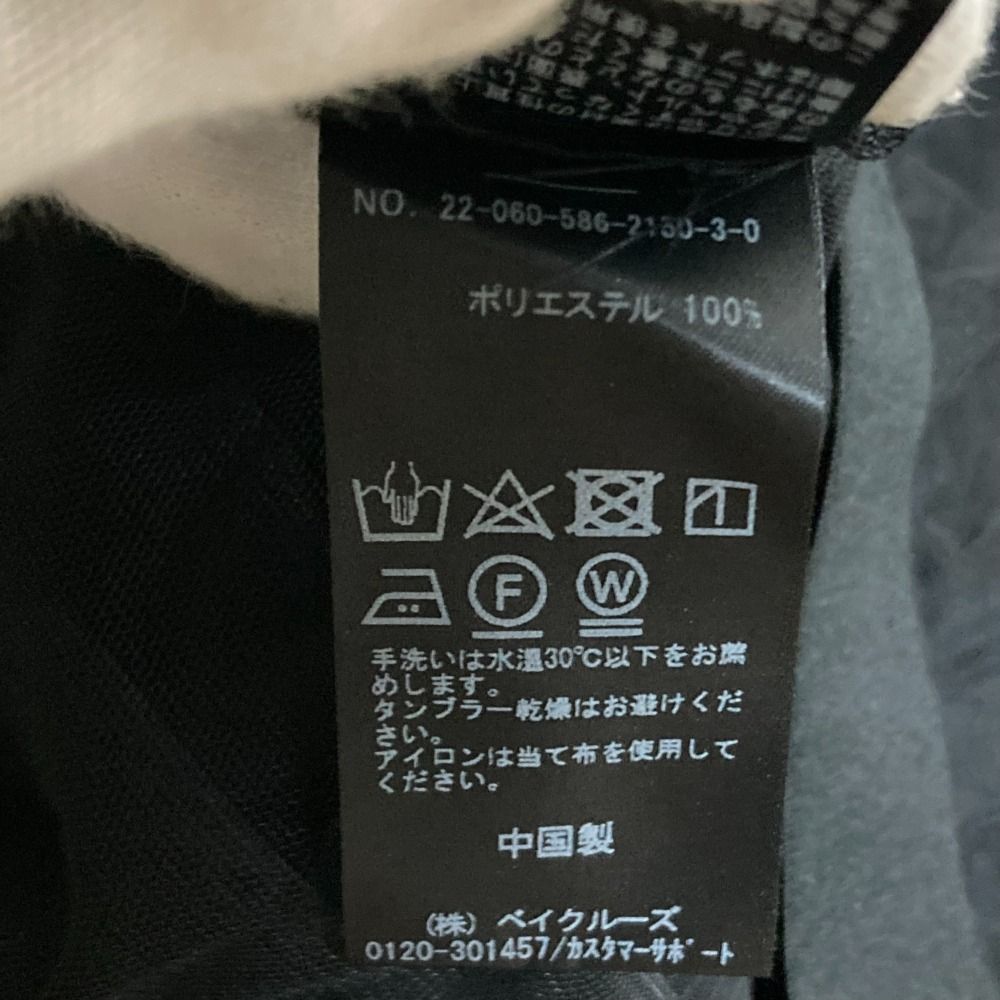 NO. 22-060-586-2130-3-0
ポリエステル 100%
F
W
手洗いは水温30℃以下をお薦
めします。
タンブラー乾燥はお避けくだ
さい。
アイロンは当て布を使用して
ください。
中国製
(株) ベイクルーズ
0120-301457/カスタマーサポート